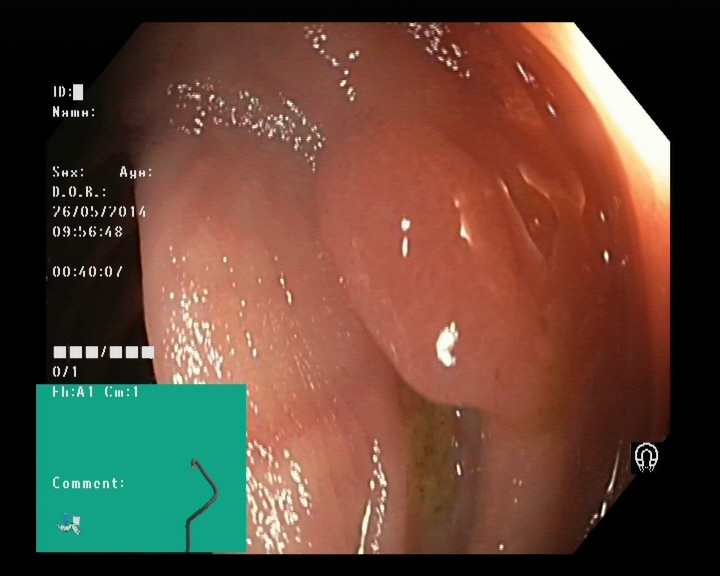 ID:
Name:
Sex: Age:
D.O.B.:
26/05/2014
09:56:48
00:40:07
/
0/1
Eh:A1 Cm:1
Comment: